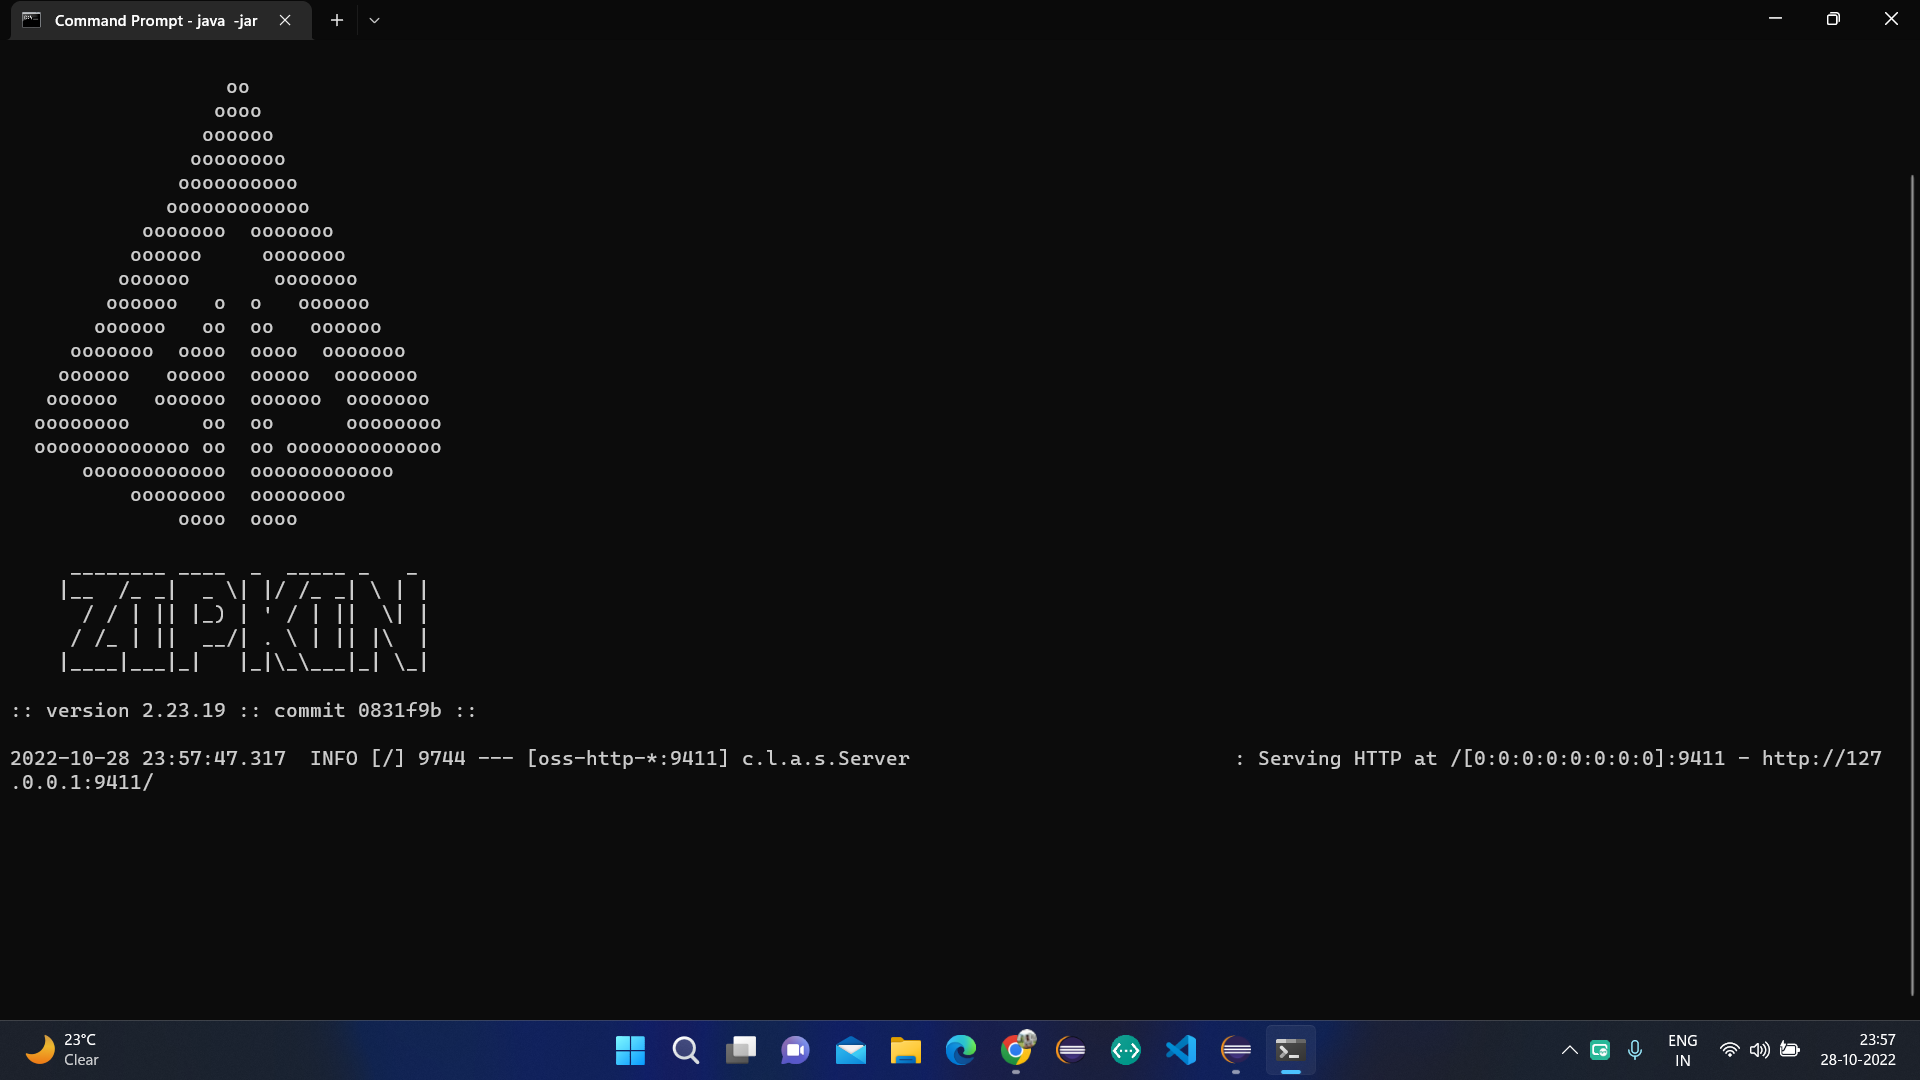 Command Prompt - java  -jar
                  oo
                 oooo
                oooooo
               oooooooo
              oooooooooo
             oooooooooooo
           ooooooo  ooooooo
          oooooo     ooooooo
         oooooo       ooooooo
        oooooo   o  o   oooooo
       oooooo   oo  oo   oooooo
     ooooooo  oooo  oooo  ooooooo
    oooooo   ooooo  ooooo  ooooooo
   oooooo   oooooo  oooooo  ooooooo
  oooooooo      oo  oo      oooooooo
  ooooooooooooo oo  oo ooooooooooooo
      oooooooooooo  oooooooooooo
          oooooooo  oooooooo
              oooo  oooo
     ________ ____  _  _____ _   _
    |__  /_ _|  _ \| |/ /_ _| \ | |
      / / | || |_) | ' / | ||  \| |
     / /_ | ||  __/| . \ | || |\  |
    |____|___|_|   |_|\_\___|_| \_|
:: version 2.23.19 :: commit 0831f9b ::
2022-10-28 23:57:47.317  INFO [/] 9744 --- [oss-http-*:9411] c.l.a.s.Server                           : Serving HTTP at /[0:0:0:0:0:0:0:0]:9411 - http://127
.0.0.1:9411/
23°C
Clear
ENG
IN
23:57
28-10-2022